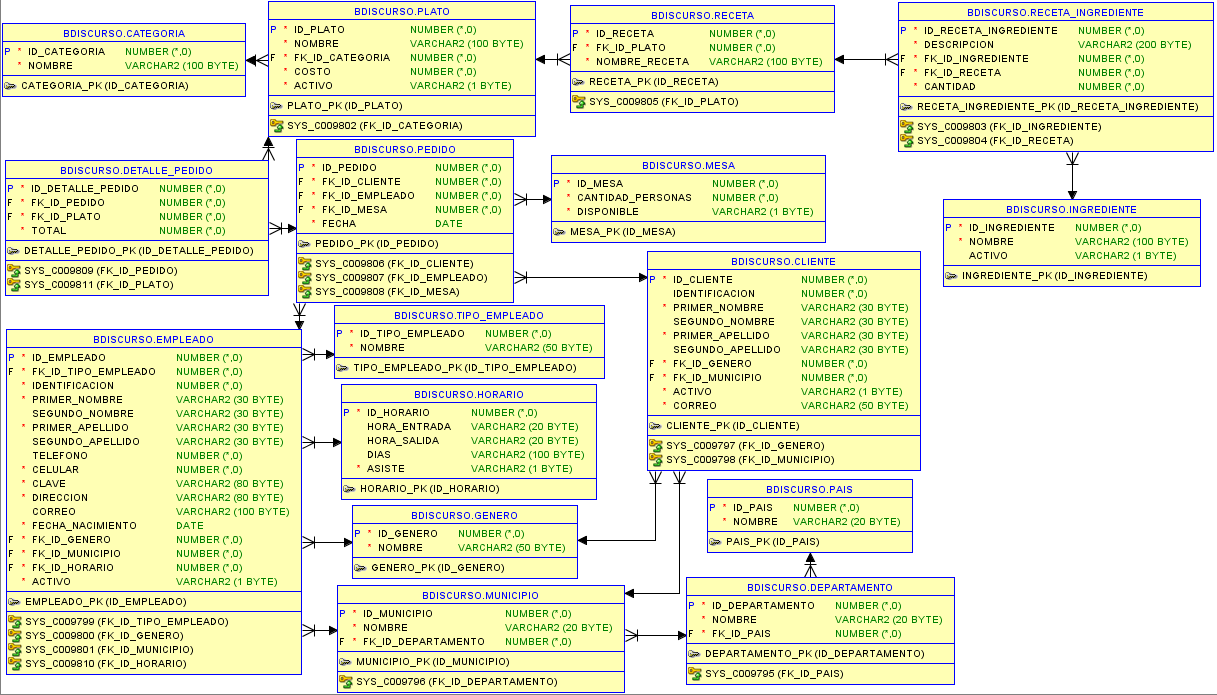 BDISCURSO.CATEGORIA
P * ID_CATEGORIA NUMBER (*,0)
* NOMBRE VARCHAR2 (100 BYTE)
CATEGORIA_PK (ID_CATEGORIA)
BDISCURSO.PLATO
P * ID_PLATO NUMBER (*,0)
* NOMBRE VARCHAR2 (100 BYTE)
F * FK_ID_CATEGORIA NUMBER (*,0)
* COSTO NUMBER (*,0)
* ACTIVO VARCHAR2 (1 BYTE)
PLATO_PK (ID_PLATO)
SYS_C009802 (FK_ID_CATEGORIA)
BDISCURSO.RECETA
P * ID_RECETA NUMBER (*,0)
F * FK_ID_PLATO NUMBER (*,0)
* NOMBRE_RECETA VARCHAR2 (100 BYTE)
RECETA_PK (ID_RECETA)
SYS_C009805 (FK_ID_PLATO)
BDISCURSO.RECETA_INGREDIENTE
P * ID_RECETA_INGREDIENTE NUMBER (*,0)
* DESCRIPCION VARCHAR2 (200 BYTE)
F * FK_ID_INGREDIENTE NUMBER (*,0)
F * FK_ID_RECETA NUMBER (*,0)
* CANTIDAD NUMBER (*,0)
RECETA_INGREDIENTE_PK (ID_RECETA_INGREDIENTE)
SYS_C009803 (FK_ID_INGREDIENTE)
SYS_C009804 (FK_ID_RECETA)
BDISCURSO.DETALLE_PEDIDO
P * ID_DETALLE_PEDIDO NUMBER (*,0)
F * FK_ID_PEDIDO NUMBER (*,0)
F * FK_ID_PLATO NUMBER (*,0)
* TOTAL NUMBER (*,0)
DETALLE_PEDIDO_PK (ID_DETALLE_PEDIDO)
SYS_C009809 (FK_ID_PEDIDO)
SYS_C009811 (FK_ID_PLATO)
BDISCURSO.PEDIDO
P * ID_PEDIDO NUMBER (*,0)
F * FK_ID_CLIENTE NUMBER (*,0)
F * FK_ID_EMPLEADO NUMBER (*,0)
F * FK_ID_MESA NUMBER (*,0)
* FECHA DATE
PEDIDO_PK (ID_PEDIDO)
SYS_C009806 (FK_ID_CLIENTE)
SYS_C009807 (FK_ID_EMPLEADO)
SYS_C009808 (FK_ID_MESA)
BDISCURSO.MESA
P * ID_MESA NUMBER (*,0)
* CANTIDAD_PERSONAS NUMBER (*,0)
* DISPONIBLE VARCHAR2 (1 BYTE)
MESA_PK (ID_MESA)
BDISCURSO.INGREDIENTE
P * ID_INGREDIENTE NUMBER (*,0)
* NOMBRE VARCHAR2 (100 BYTE)
ACTIVO VARCHAR2 (1 BYTE)
INGREDIENTE_PK (ID_INGREDIENTE)
BDISCURSO.CLIENTE
P * ID_CLIENTE NUMBER (*,0)
IDENTIFICACION NUMBER (*,0)
* PRIMER_NOMBRE VARCHAR2 (30 BYTE)
SEGUNDO_NOMBRE VARCHAR2 (30 BYTE)
* PRIMER_APELLIDO VARCHAR2 (30 BYTE)
SEGUNDO_APELLIDO VARCHAR2 (30 BYTE)
F * FK_ID_GENERO NUMBER (*,0)
F * FK_ID_MUNICIPIO NUMBER (*,0)
* ACTIVO VARCHAR2 (1 BYTE)
* CORREO VARCHAR2 (50 BYTE)
CLIENTE_PK (ID_CLIENTE)
SYS_C009797 (FK_ID_GENERO)
SYS_C009798 (FK_ID_MUNICIPIO)
BDISCURSO.EMPLEADO
P * ID_EMPLEADO NUMBER (*,0)
F * FK_ID_TIPO_EMPLEADO NUMBER (*,0)
* IDENTIFICACION NUMBER (*,0)
* PRIMER_NOMBRE VARCHAR2 (30 BYTE)
SEGUNDO_NOMBRE VARCHAR2 (30 BYTE)
* PRIMER_APELLIDO VARCHAR2 (30 BYTE)
SEGUNDO_APELLIDO VARCHAR2 (30 BYTE)
TELEFONO NUMBER (*,0)
* CELULAR NUMBER (*,0)
* CLAVE VARCHAR2 (80 BYTE)
* DIRECCION VARCHAR2 (80 BYTE)
CORREO VARCHAR2 (100 BYTE)
* FECHA_NACIMIENTO DATE
F * FK_ID_GENERO NUMBER (*,0)
F * FK_ID_MUNICIPIO NUMBER (*,0)
F * FK_ID_HORARIO NUMBER (*,0)
* ACTIVO VARCHAR2 (1 BYTE)
EMPLEADO_PK (ID_EMPLEADO)
SYS_C009799 (FK_ID_TIPO_EMPLEADO)
SYS_C009800 (FK_ID_GENERO)
SYS_C009801 (FK_ID_MUNICIPIO)
SYS_C009810 (FK_ID_HORARIO)
BDISCURSO.TIPO_EMPLEADO
P * ID_TIPO_EMPLEADO NUMBER (*,0)
* NOMBRE VARCHAR2 (50 BYTE)
TIPO_EMPLEADO_PK (ID_TIPO_EMPLEADO)
BDISCURSO.HORARIO
P * ID_HORARIO NUMBER (*,0)
HORA_ENTRADA VARCHAR2 (20 BYTE)
HORA_SALIDA VARCHAR2 (20 BYTE)
DIAS VARCHAR2 (100 BYTE)
* ASISTE VARCHAR2 (1 BYTE)
HORARIO_PK (ID_HORARIO)
BDISCURSO.GENERO
P * ID_GENERO NUMBER (*,0)
* NOMBRE VARCHAR2 (50 BYTE)
GENERO_PK (ID_GENERO)
BDISCURSO.PAIS
P * ID_PAIS NUMBER (*,0)
* NOMBRE VARCHAR2 (20 BYTE)
PAIS_PK (ID_PAIS)
BDISCURSO.MUNICIPIO
P * ID_MUNICIPIO NUMBER (*,0)
* NOMBRE VARCHAR2 (20 BYTE)
F * FK_ID_DEPARTAMENTO NUMBER (*,0)
MUNICIPIO_PK (ID_MUNICIPIO)
SYS_C009796 (FK_ID_DEPARTAMENTO)
BDISCURSO.DEPARTAMENTO
P * ID_DEPARTAMENTO NUMBER (*,0)
* NOMBRE VARCHAR2 (20 BYTE)
F * FK_ID_PAIS NUMBER (*,0)
DEPARTAMENTO_PK (ID_DEPARTAMENTO)
SYS_C009795 (FK_ID_PAIS)